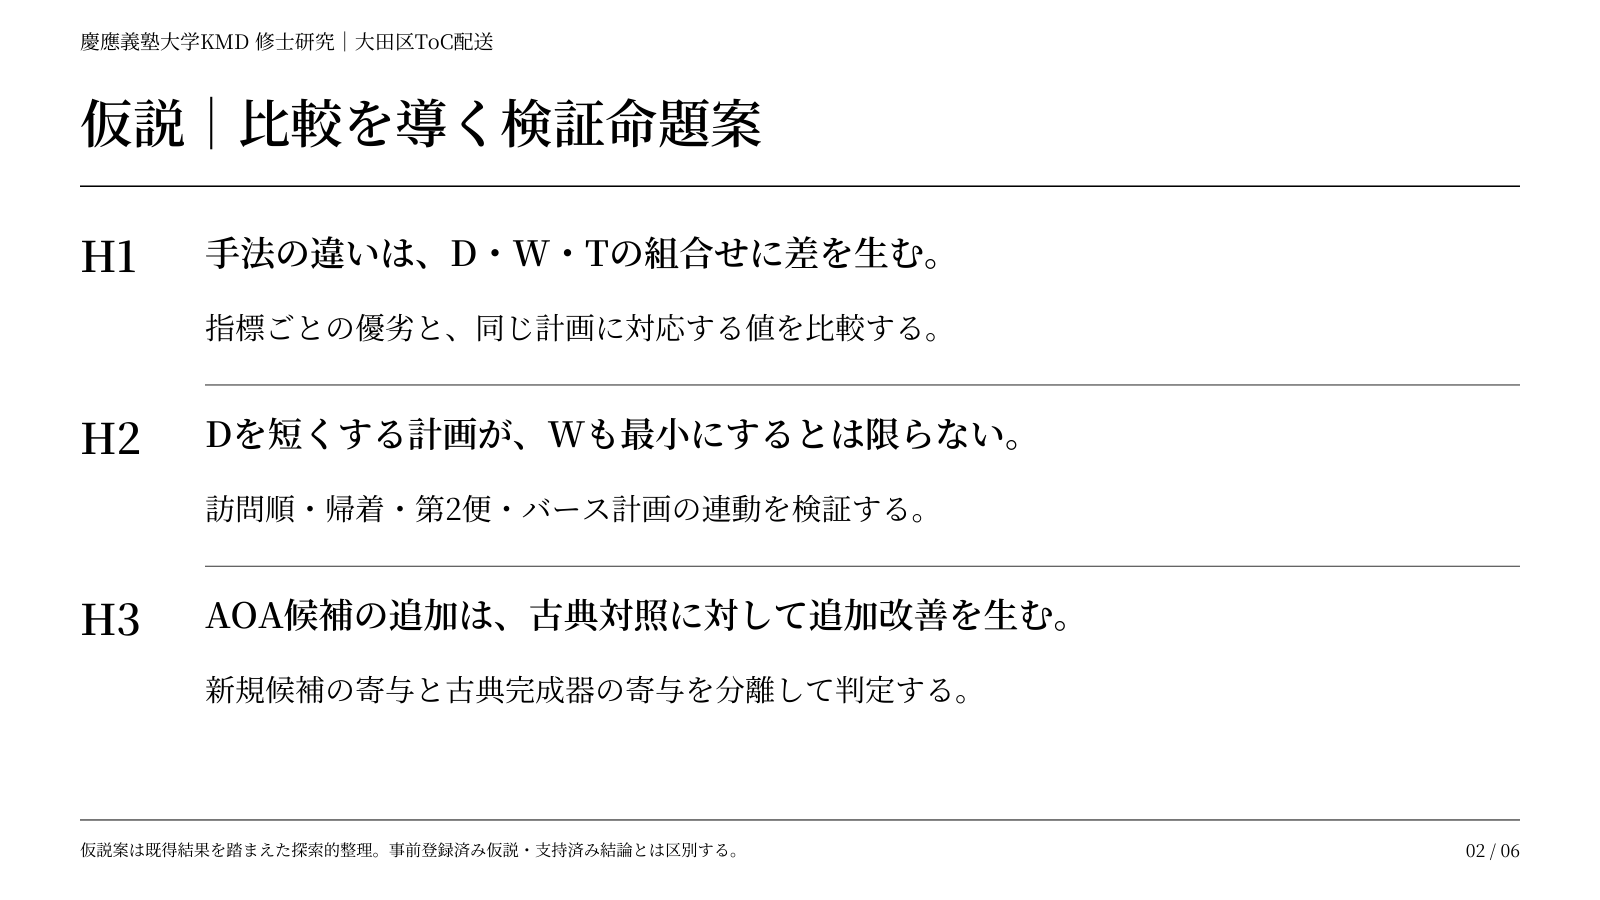 慶應義塾大学KMD 修士研究｜大田区ToC配送
仮説｜比較を導く検証命題案
H1
手法の違いは、D・W・Tの組合せに差を生む。
指標ごとの優劣と、同じ計画に対応する値を比較する。
H2
Dを短くする計画が、Wも最小にするとは限らない。
訪問順・帰着・第2便・バース計画の連動を検証する。
H3
AOA候補の追加は、古典対照に対して追加改善を生む。
新規候補の寄与と古典完成器の寄与を分離して判定する。
仮説案は既得結果を踏まえた探索的整理。事前登録済み仮説・支持済み結論とは区別する。
02 / 06